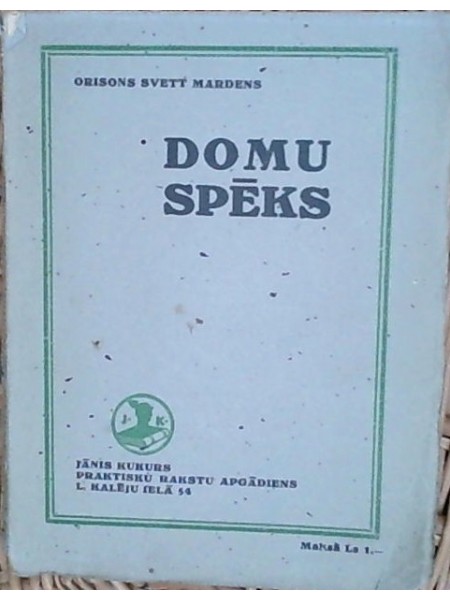 ORISONS SVETT MARDENS
DOMU
SPĒKS
J. K.
JĀNIS KUKURS
PRAKTISKU RAKSTU APGĀDIENS
L. KALĒJU IELĀ 54
Maksā Ls 1.–